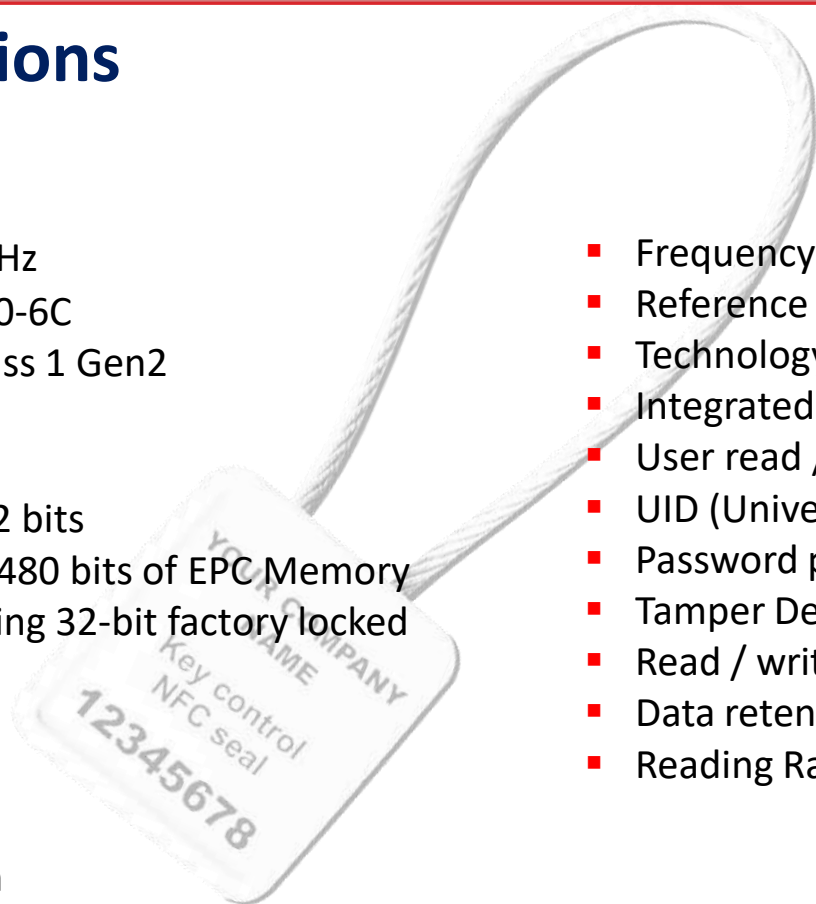 ions
Hz
0-6C
ss 1 Gen2
2 bits
480 bits of EPC Memory
ing 32-bit factory locked
YOUR COMPANY
NAME
Key control
NFC seal
12345678
Frequency
Reference
Technology
Integrated
User read /
UID (Unive
Password p
Tamper De
Read / writ
Data reten
Reading Ra